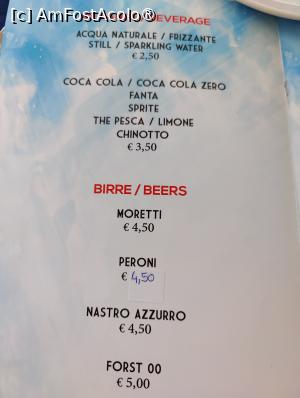 [c] AmFostAcolo®
BEVERAGE
ACQUA NATURALE / FRIZZANTE
STILL / SPARKLING WATER
€ 2,50
COCA COLA / COCA COLA ZERO
FANTA
SPRITE
THE PESCA / LIMONE
CHINOTTO
€ 3,50
BIRRE / BEERS
MORETTI
€ 4,50
PERONI
€ 4,50
NASTRO AZZURRO
€ 4,50
FORST 00
€ 5,00